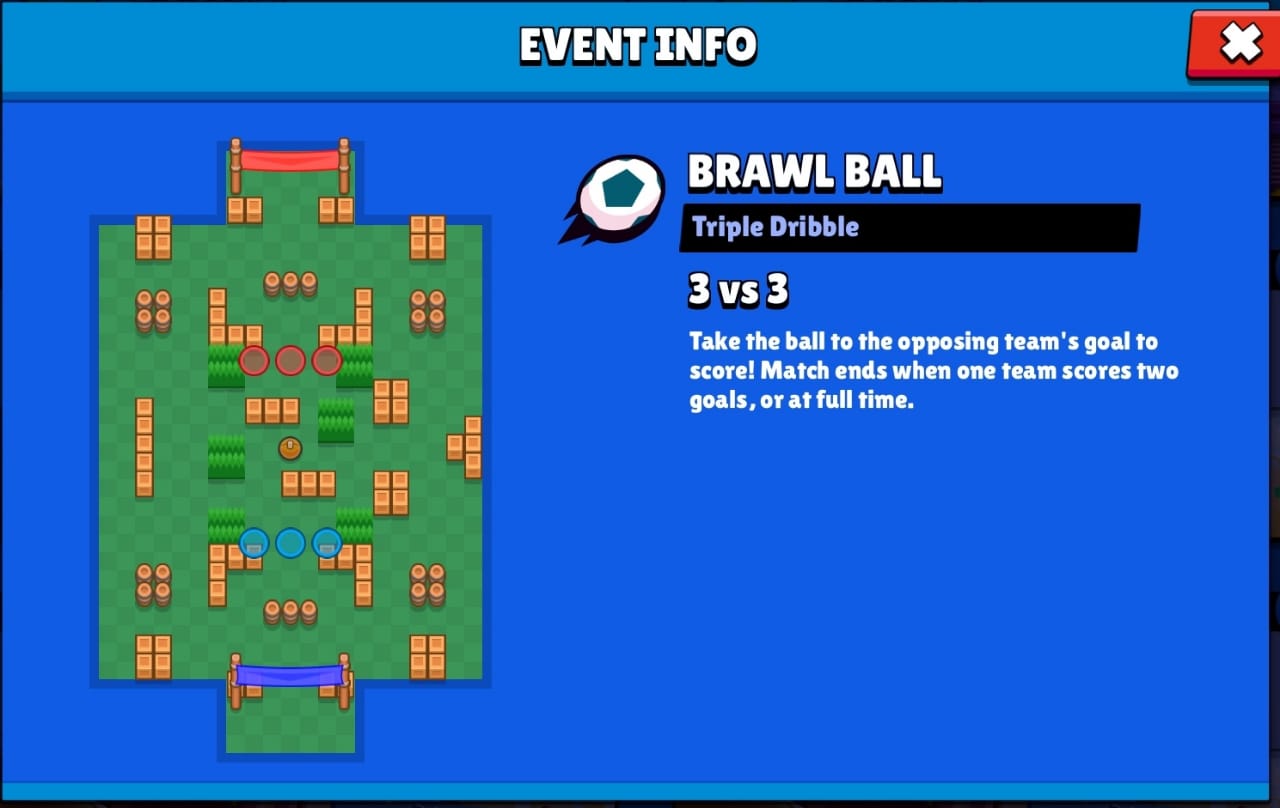 EVENT INFO
BRAWL BALL
Triple Dribble
3 vs 3
Take the ball to the opposing team's goal to
score! Match ends when one team scores two
goals, or at full time.